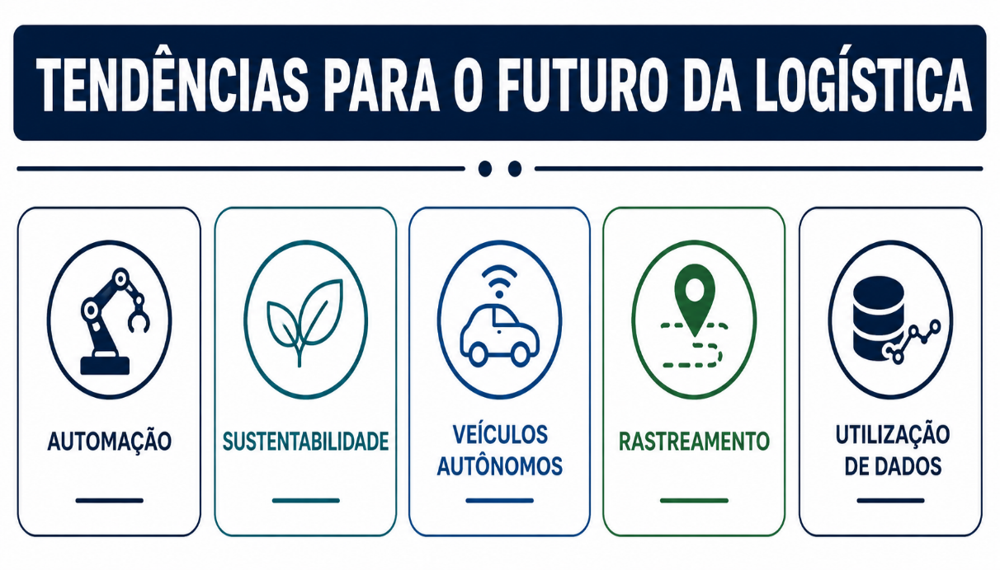 TENDÊNCIAS PARA O FUTURO DA LOGÍSTICA
AUTOMAÇÃO
SUSTENTABILIDADE
VEÍCULOS
AUTÔNOMOS
RASTREAMENTO
UTILIZAÇÃO
DE DADOS